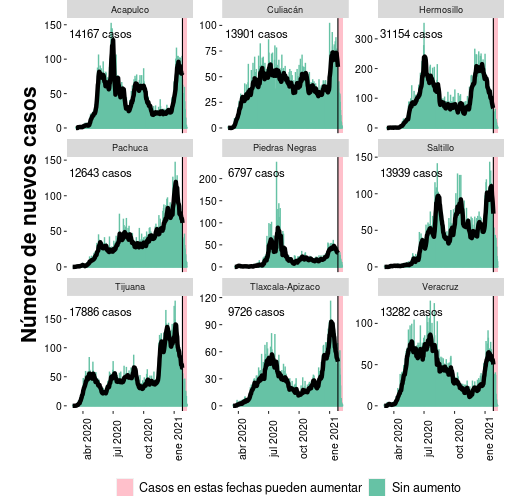 Número de nuevos casos
Acapulco
Culiacán
Hermosillo
14167 casos
13901 casos
31154 casos
150
100
50
0
100
75
50
25
0
300
200
100
0
Pachuca
Piedras Negras
Saltillo
12643 casos
6797 casos
13939 casos
150
100
50
0
200
150
100
50
0
150
100
50
0
Tijuana
Tlaxcala-Apizaco
Veracruz
17886 casos
9726 casos
13282 casos
150
100
50
0
120
90
60
30
0
100
50
0
abr 2020
jul 2020
oct 2020
ene 2021
abr 2020
jul 2020
oct 2020
ene 2021
abr 2020
jul 2020
oct 2020
ene 2021
Casos en estas fechas pueden aumentar
Sin aumento